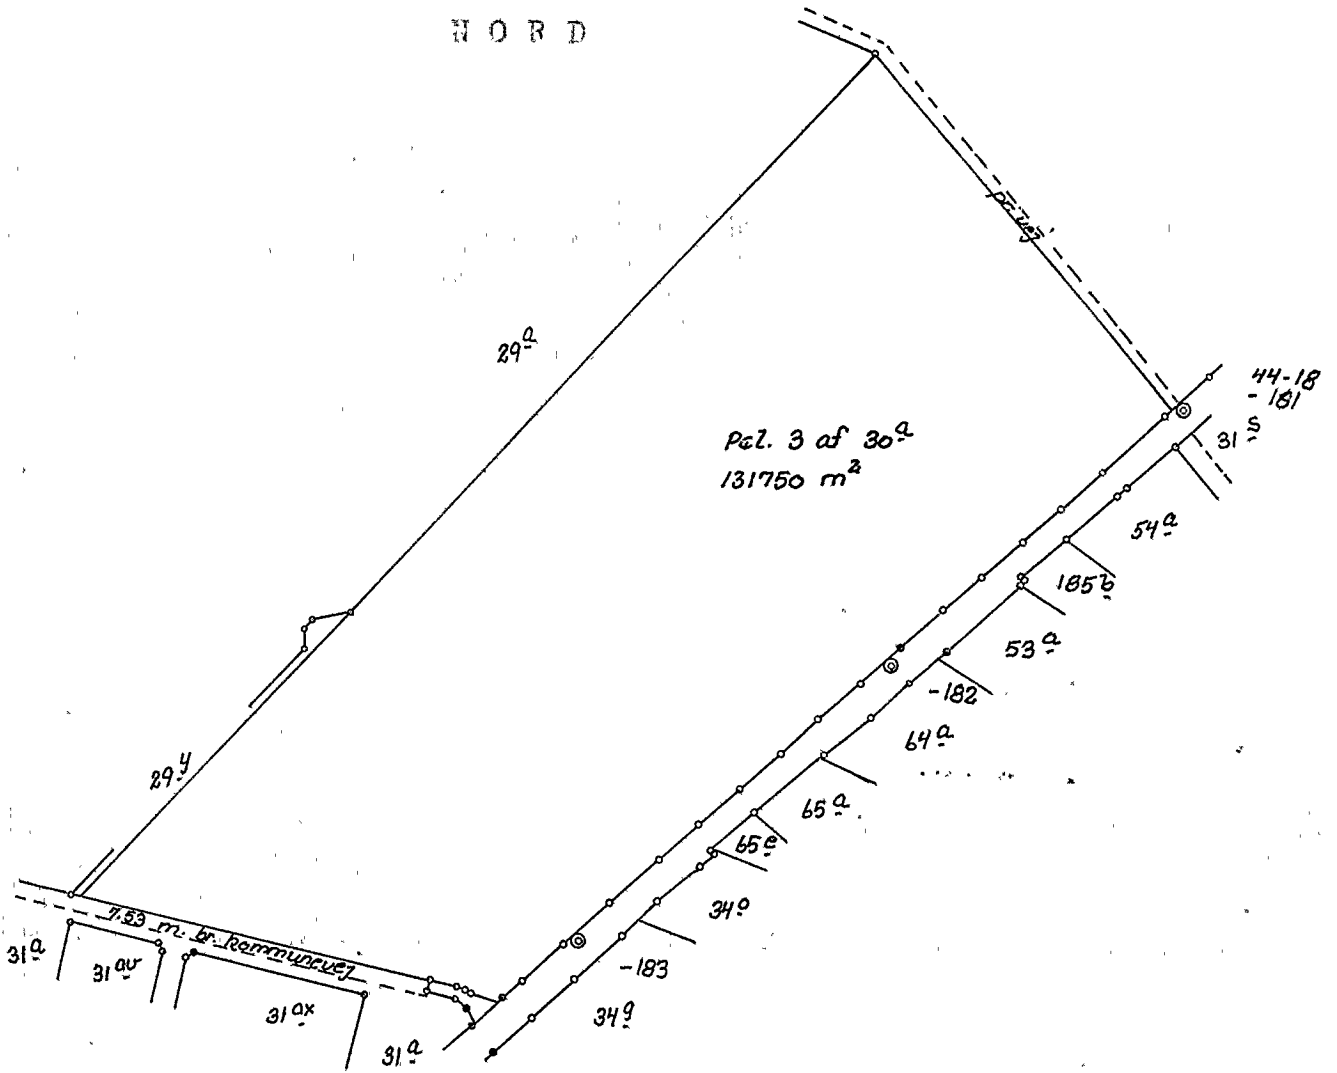 NORD
29a
44-18
- 181
31s
Pcl. 3 af 30a
131750 m²
54a
185b
53a
-182
64a
29y
65a
65e
7.53 m. br. kommunevej
31a
31av
-183
31ax
34g
31a